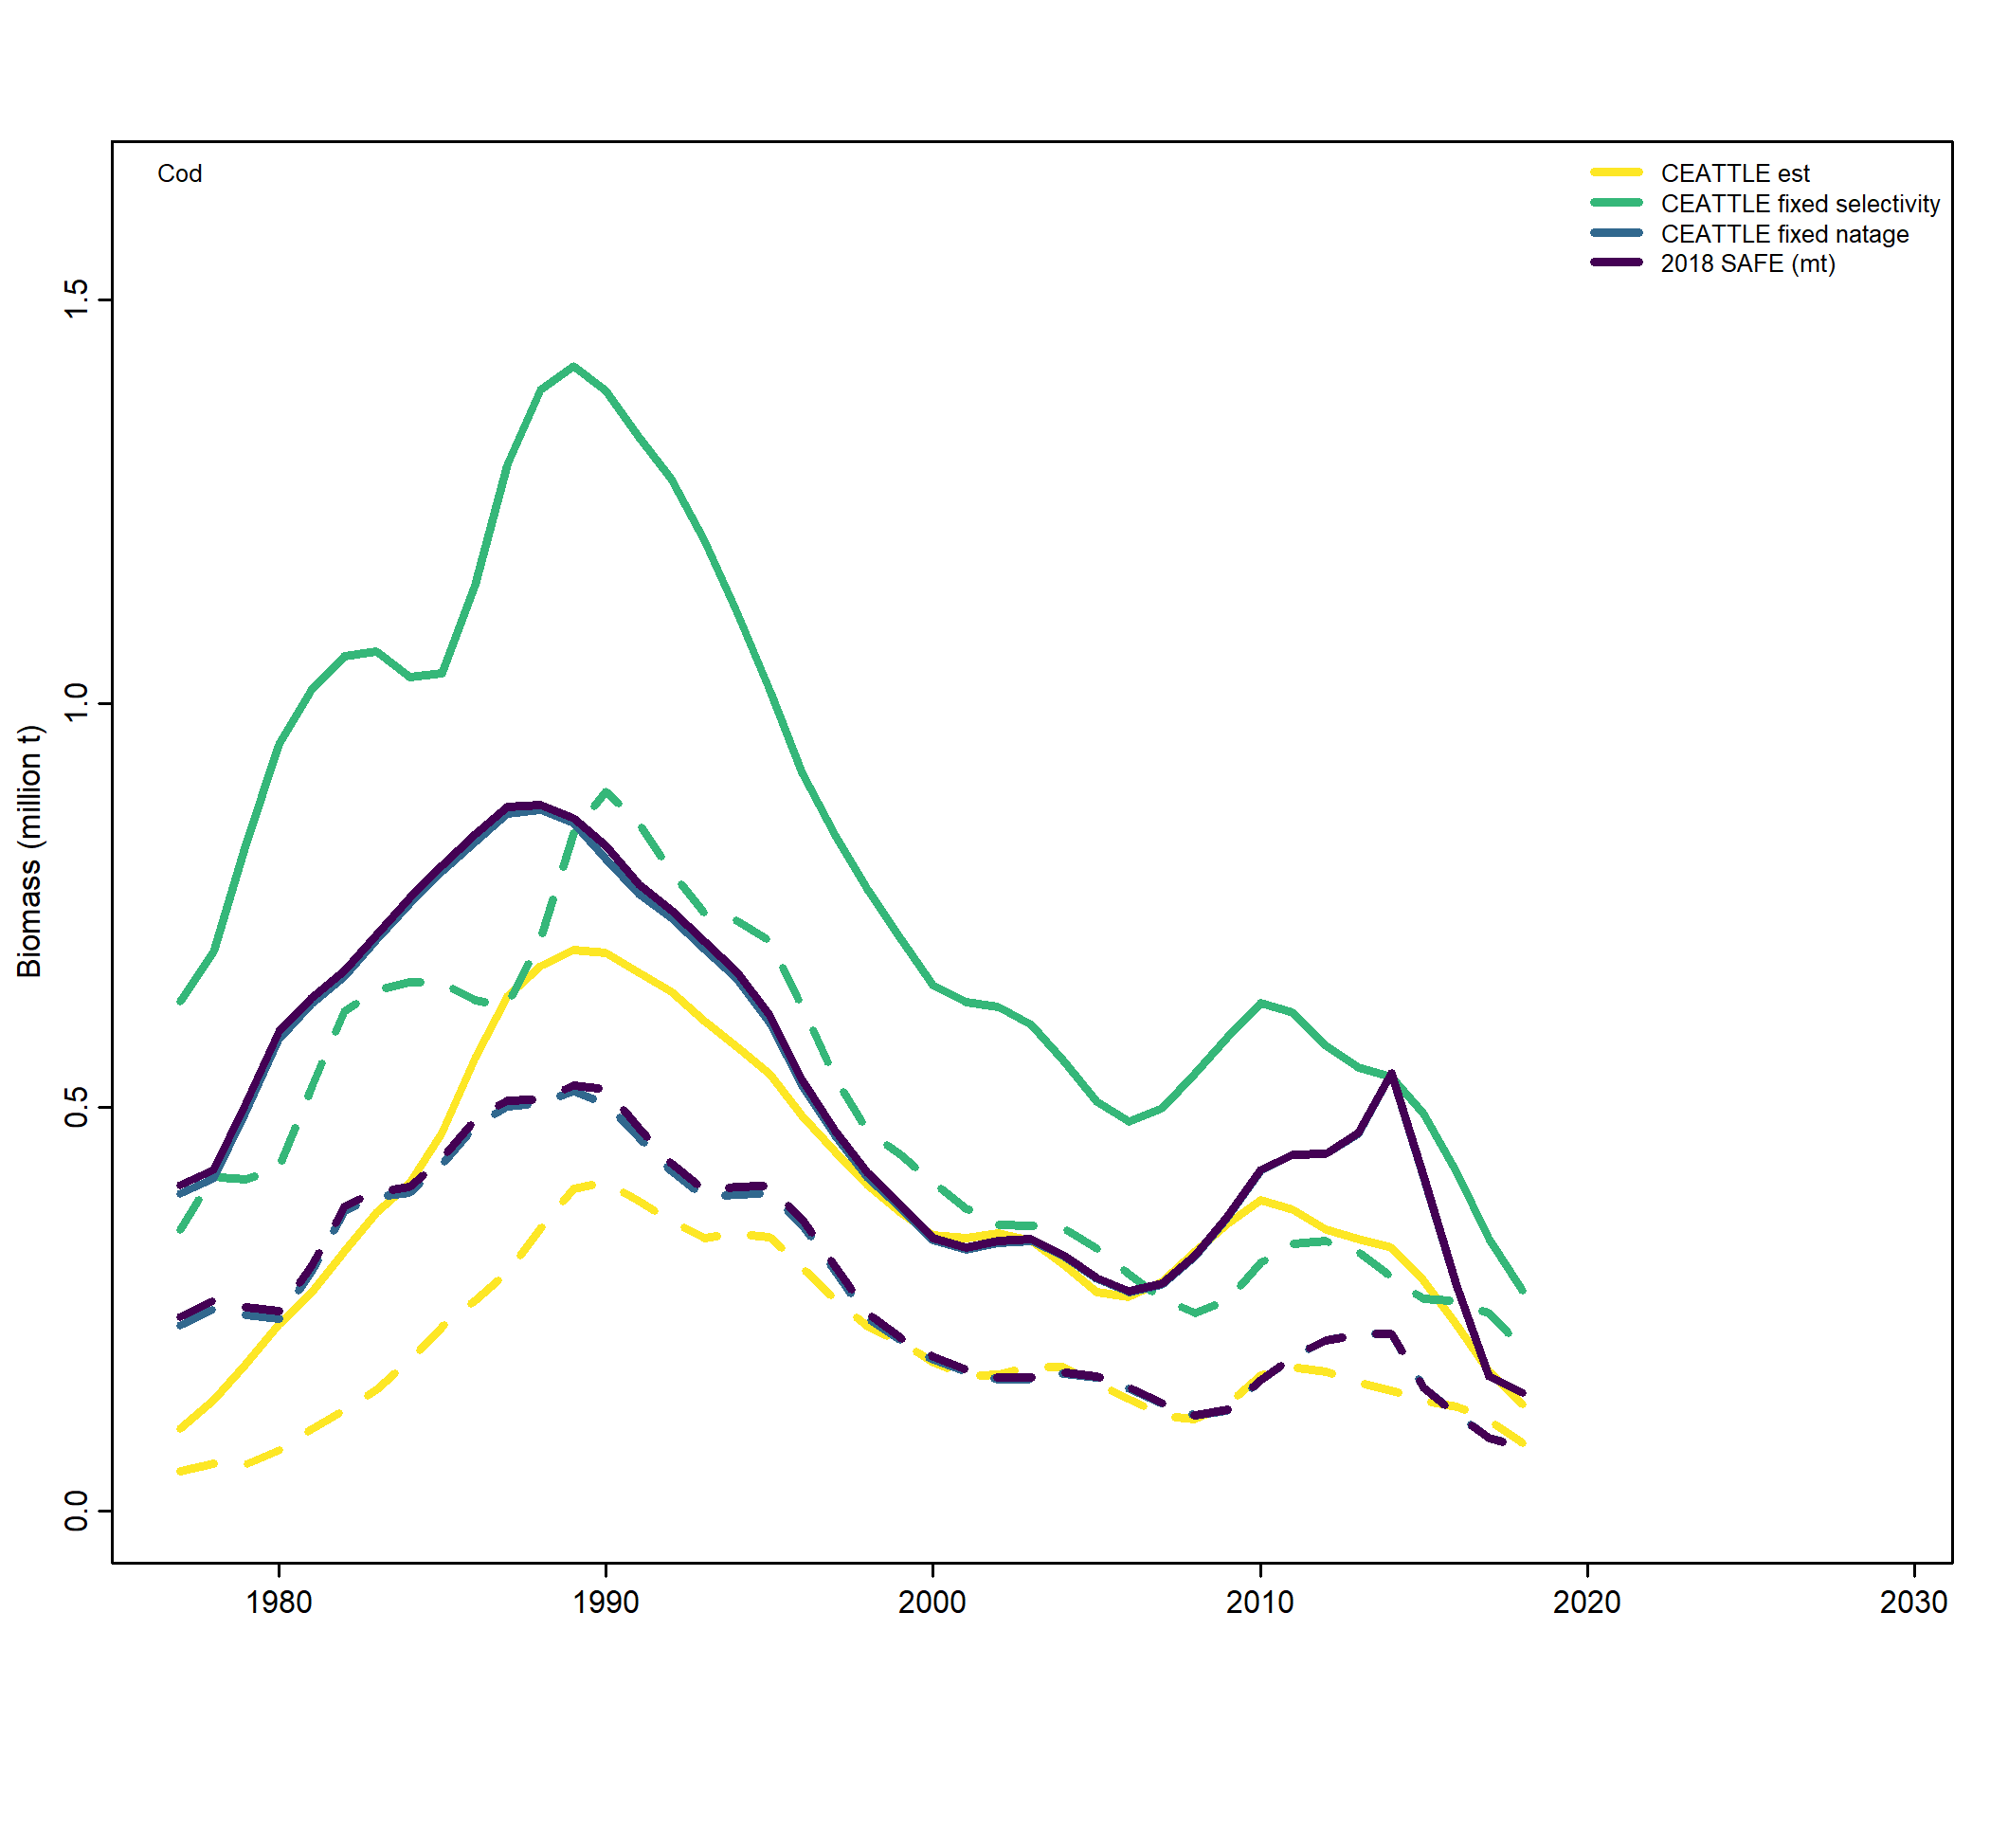 Cod
CEATTLE est
CEATTLE fixed selectivity
CEATTLE fixed natage
2018 SAFE (mt)
Biomass (million t)
1.5
1.0
0.5
0.0
1980 1990 2000 2010 2020 2030